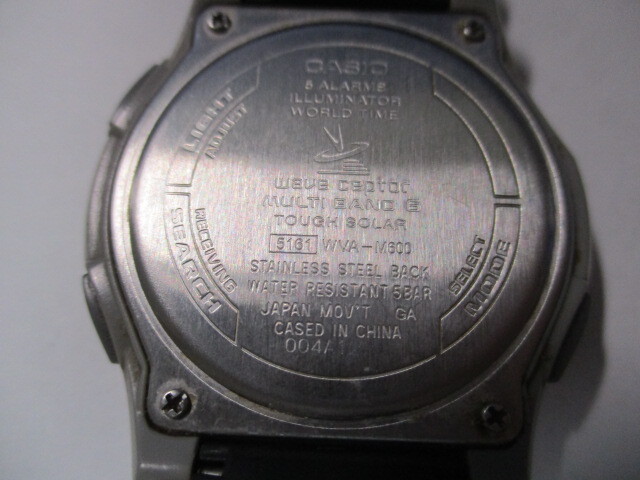 CASIO
5 ALARMS
ILLUMINATOR
WORLD TIME
wave ceptor
MULTI BAND 6
TOUGH SOLAR
5161 WVA-M600
STAINLESS STEEL BACK
WATER RESISTANT 5BAR
JAPAN MOV'T GA
CASED IN CHINA
004A
LIGHT
ADJUST
RECEIVING
SEARCH
SELECT
MODE